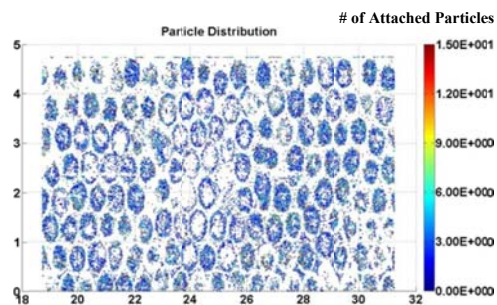 # of Attached Particles
Particle Distribution
5
4
3
2
1
0
18 20 22 24 26 28 30 32
1.50E+001
1.20E+001
9.00E+000
6.00E+000
3.00E+000
0.00E+000